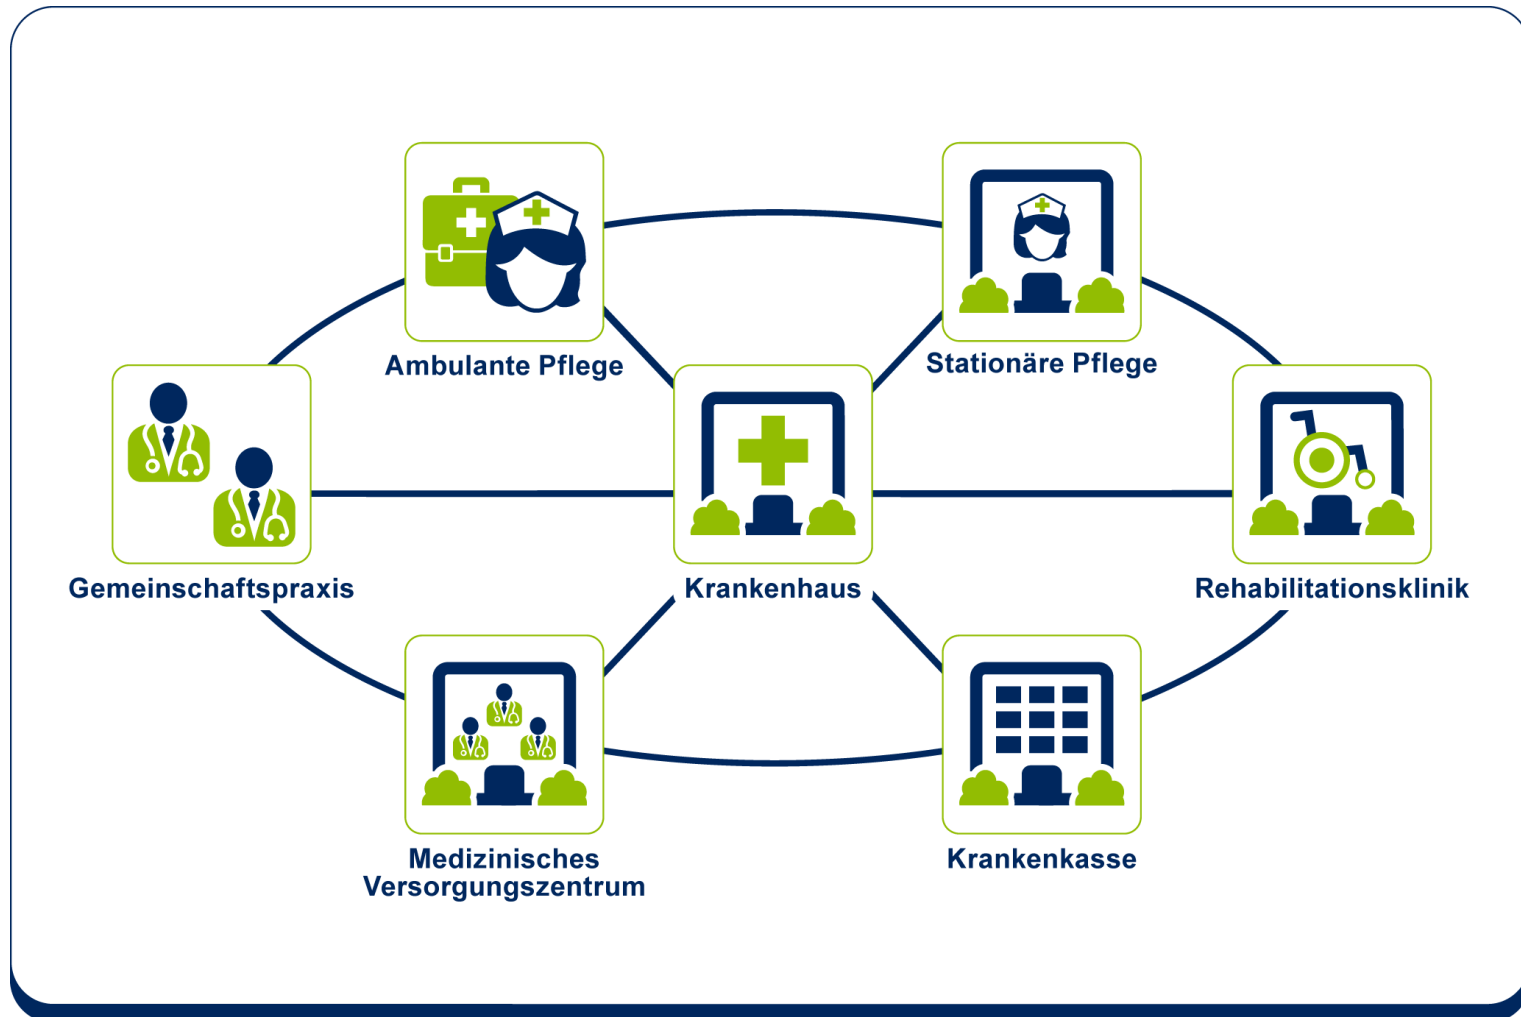 Ambulante Pflege
Stationäre Pflege
Gemeinschaftspraxis
Krankenhaus
Rehabilitationsklinik
Medizinisches
Versorgungszentrum
Krankenkasse